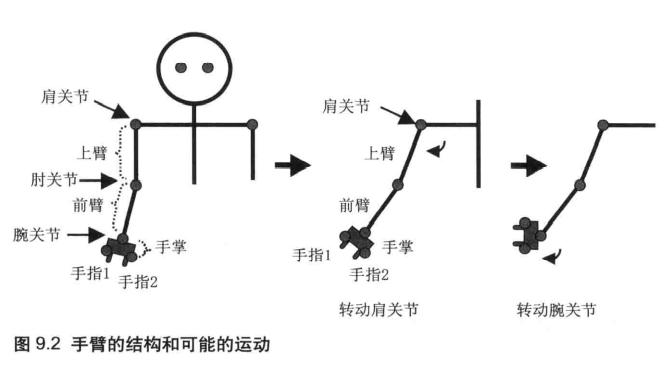 肩关节
上臂
肘关节
前臂
腕关节
手掌
手指1
手指2
肩关节
上臂
前臂
手指1
手掌
手指2
转动肩关节
转动腕关节
图 9.2 手臂的结构和可能的运动